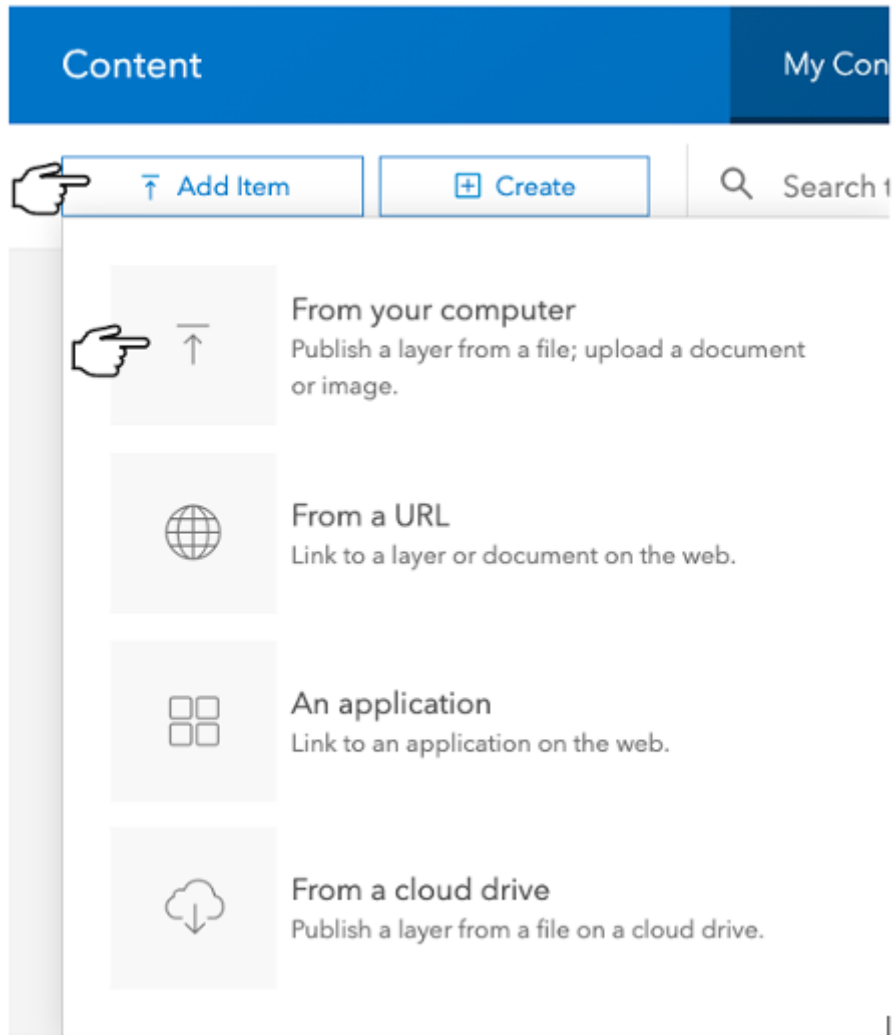 Content
My Con
Add Item
Create
Search t
From your computer
Publish a layer from a file; upload a document
or image.
From a URL
Link to a layer or document on the web.
An application
Link to an application on the web.
From a cloud drive
Publish a layer from a file on a cloud drive.